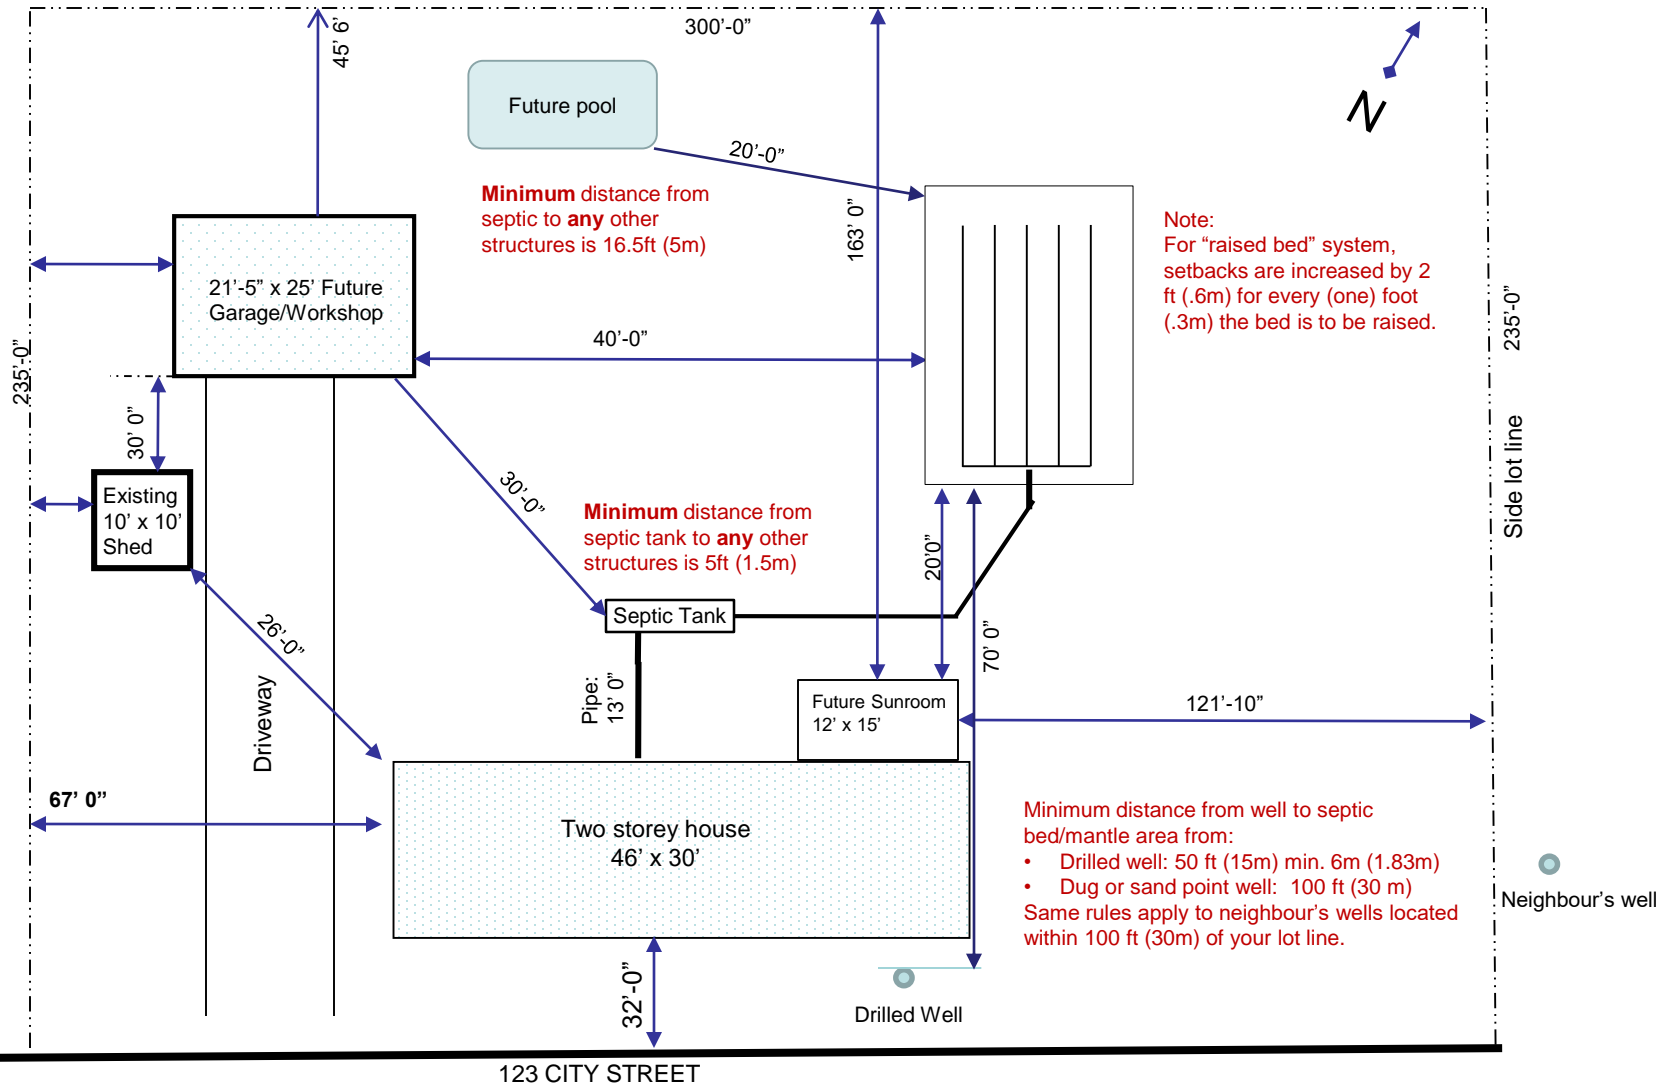 45’ 6’
300’-0”
Future pool
N
20’-0”
Minimum distance from
septic to any other
structures is 16.5ft (5m)
163’ 0”
Note:
For “raised bed” system,
setbacks are increased by 2
ft (.6m) for every (one) foot
(.3m) the bed is to be raised.
21’-5” x 25’ Future
Garage/Workshop
40’-0”
235’-0”
235’-0”
Side lot line
30’ 0”
Existing
10’ x 10’
Shed
30’-0”
Minimum distance from
septic tank to any other
structures is 5ft (1.5m)
20’0”
Septic Tank
26’-0”
70’ 0”
Driveway
Pipe:
13’ 0”
Future Sunroom
12’ x 15’
121’-10”
67’ 0”
Two storey house
46’ x 30’
Minimum distance from well to septic
bed/mantle area from:
• Drilled well: 50 ft (15m) min. 6m (1.83m)
• Dug or sand point well: 100 ft (30 m)
Same rules apply to neighbour’s wells located
within 100 ft (30m) of your lot line.
Neighbour’s well
32’-0”
Drilled Well
123 CITY STREET